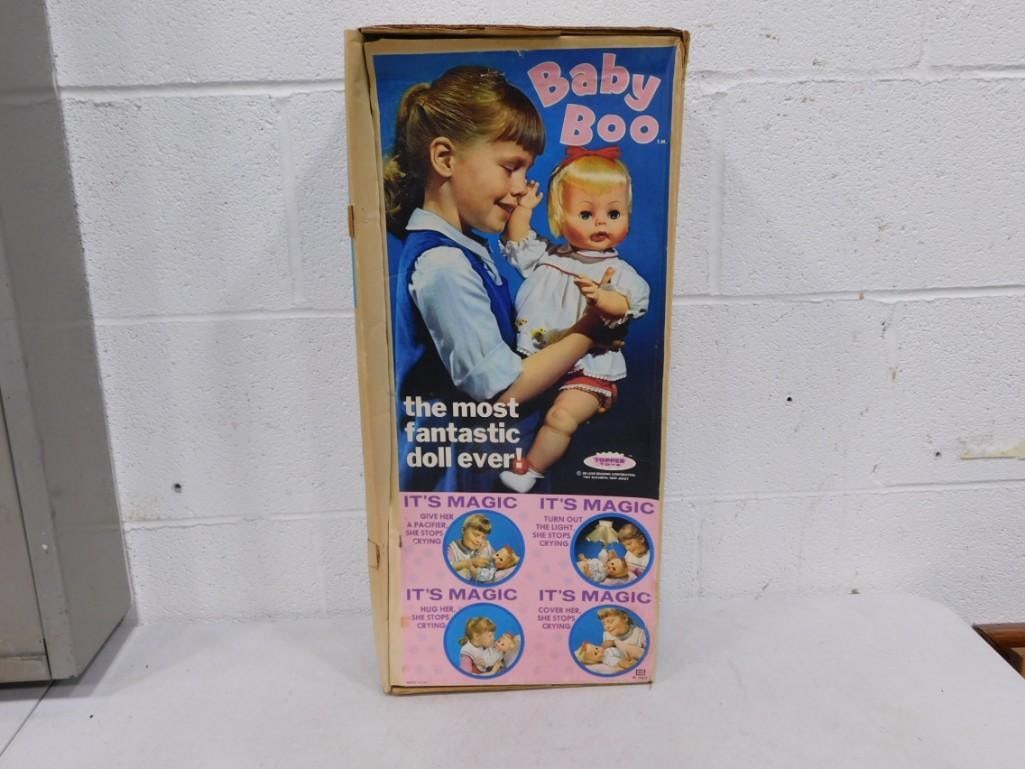 Baby
Boo T.M.
the most
fantastic
doll ever!
TOPPER
TOYS
IT'S MAGIC
GIVE HER
A PACIFIER,
SHE STOPS
CRYING
IT'S MAGIC
TURN OUT
THE LIGHT,
SHE STOPS
CRYING
IT'S MAGIC
HUG HER,
SHE STOPS
CRYING
IT'S MAGIC
COVER HER,
SHE STOPS
CRYING